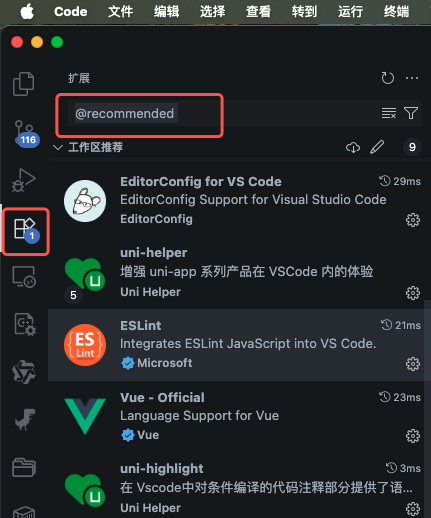 Code 文件 编辑 选择 查看 转到 运行 终端
扩展
116
@recommended
工作区推荐 9
EditorConfig for VS Code 29ms
EditorConfig Support for Visual Studio Code
EditorConfig
1
uni-helper
增强 uni-app 系列产品在 VSCode 内的体验
5 Uni Helper
ES
Lint
ESLint 21ms
Integrates ESLint JavaScript into VS Code.
Microsoft
Vue - Official 23ms
Language Support for Vue
Vue
uni-highlight 3ms
在 Vscode中对条件编译的代码注释部分提供了语...
Uni Helper